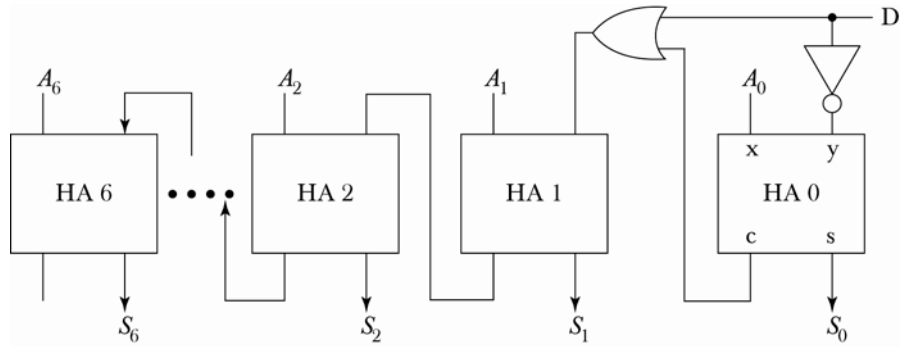 D
A6 A2 A1 A0
x y
HA 6 HA 2 HA 1 HA 0
c s
S6 S2 S1 S0